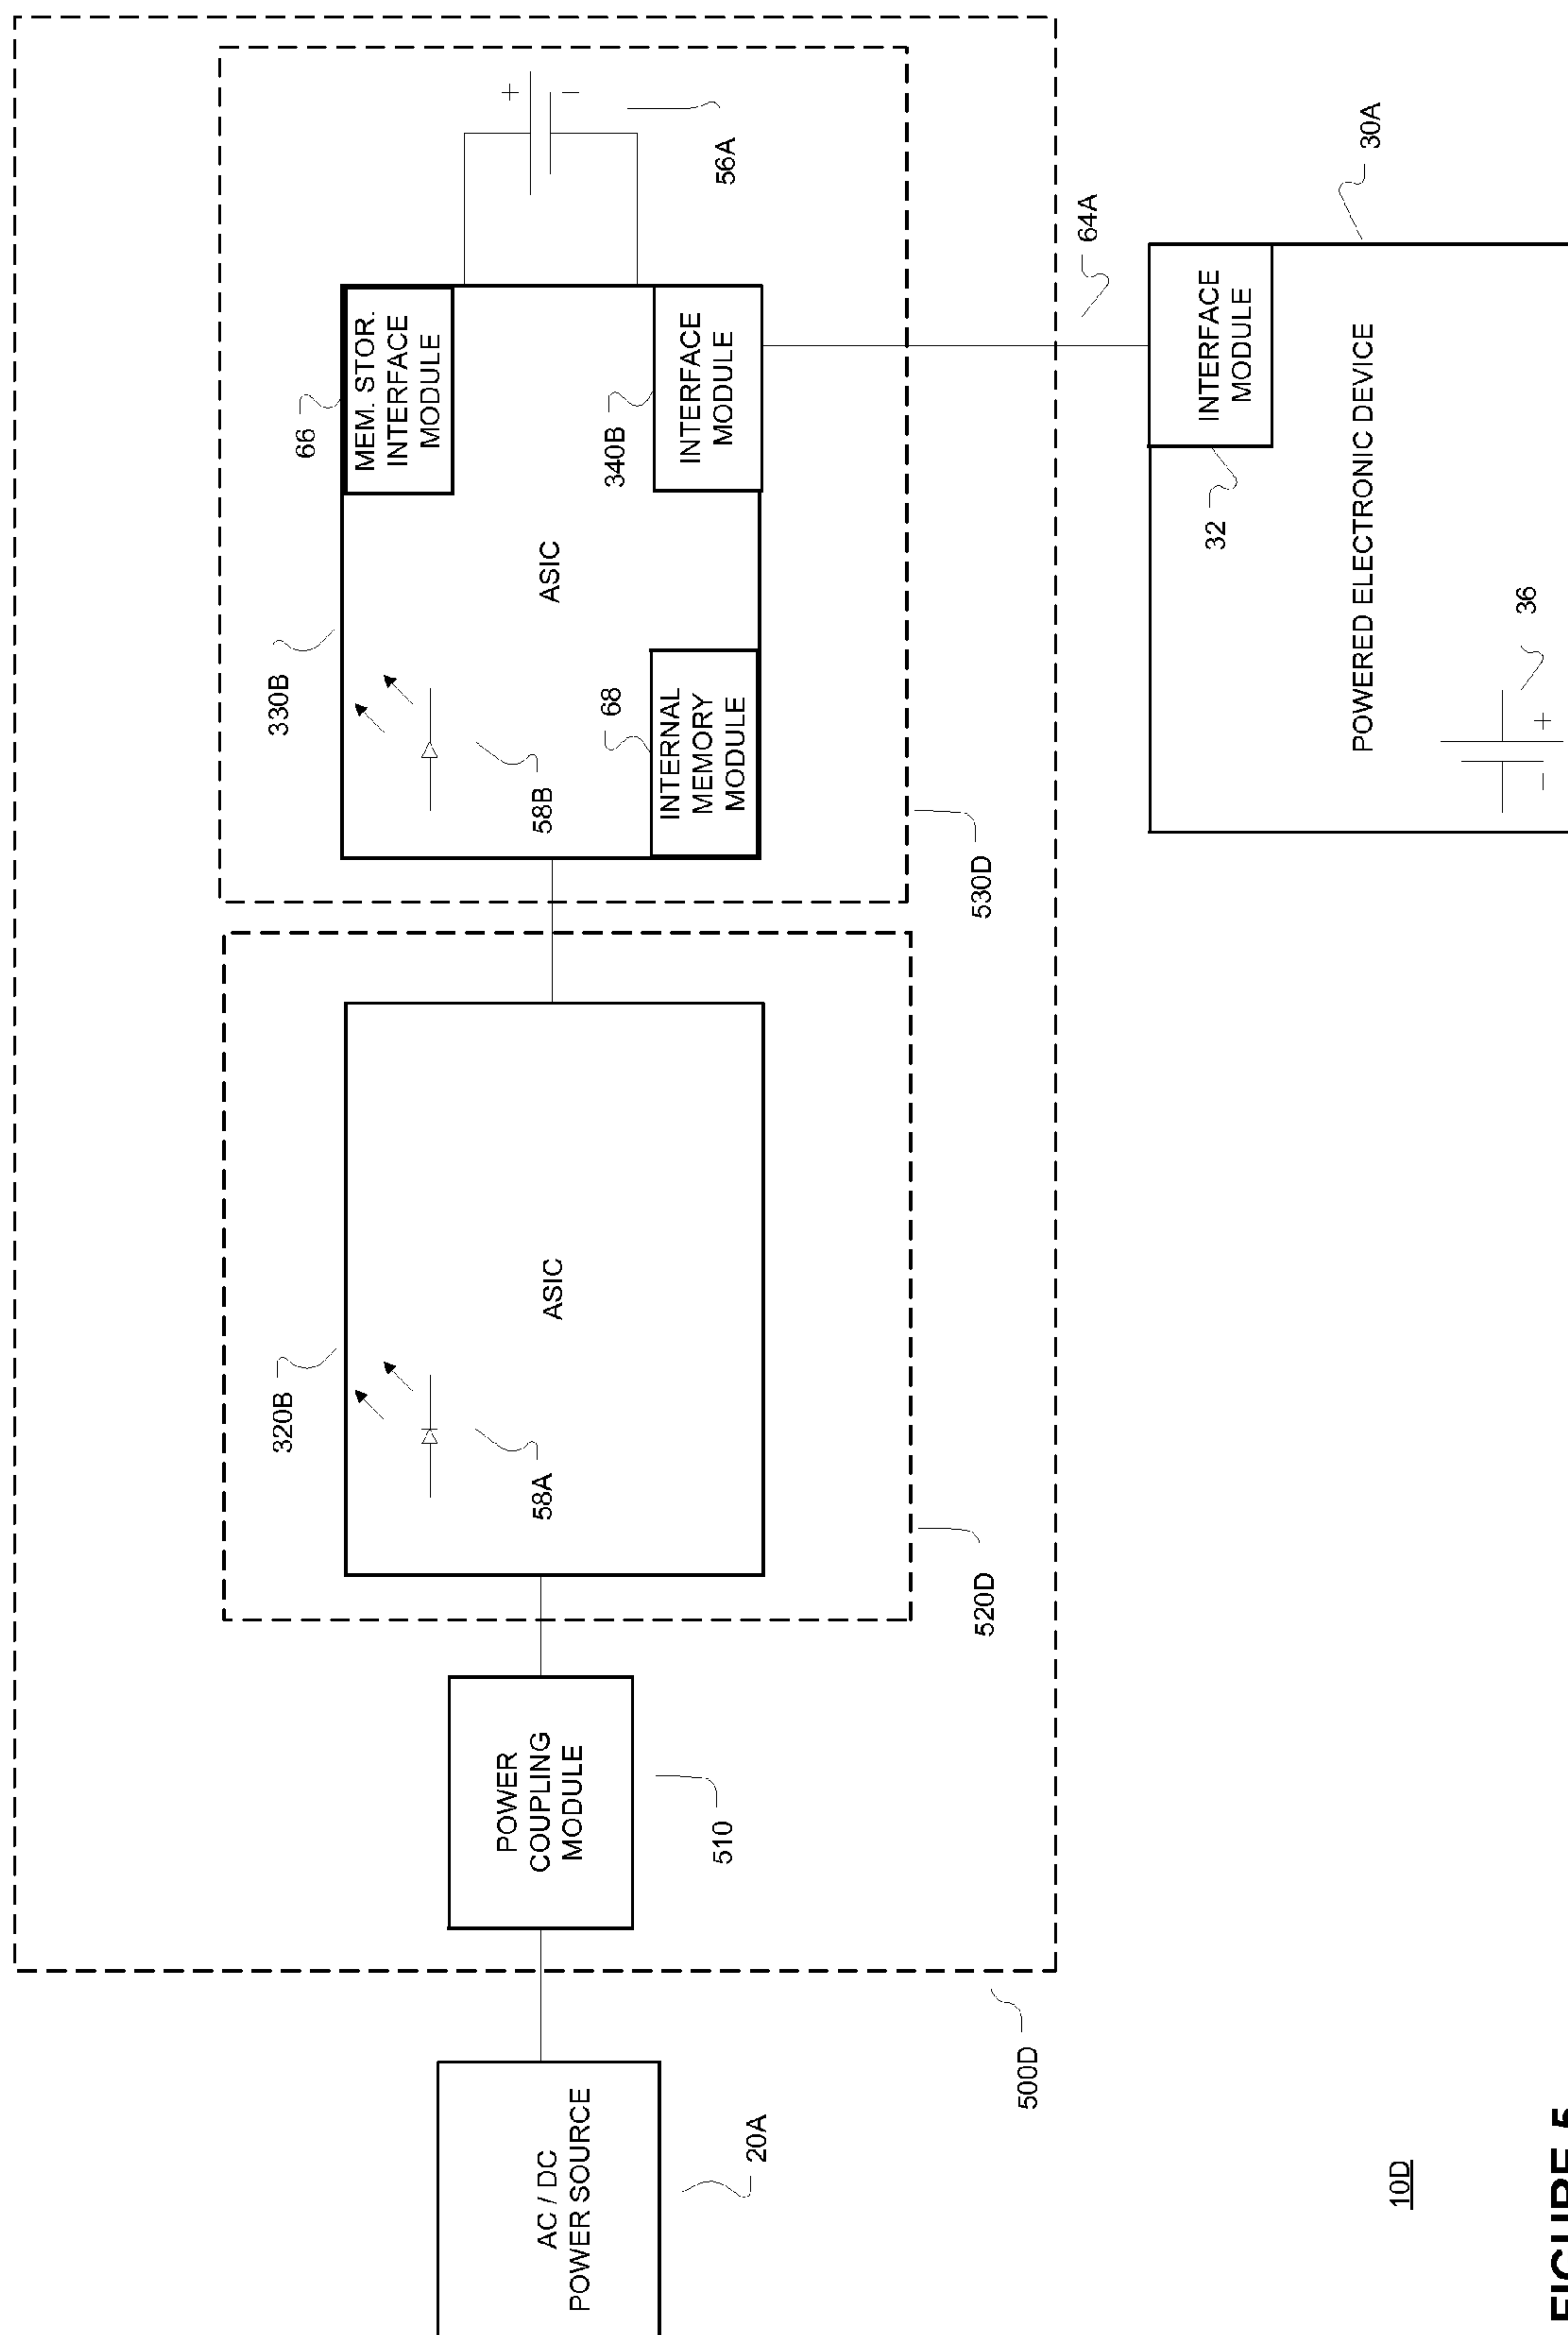 AC / DC
POWER SOURCE
20A
500D
POWER
COUPLING
MODULE
510
520D
320B
58A
ASIC
530D
330B
58B
ASIC
68
INTERNAL
MEMORY
MODULE
66
MEM. STOR.
INTERFACE
MODULE
340B
INTERFACE
MODULE
+
−
56A
64A
30A
INTERFACE
MODULE
32
POWERED ELECTRONIC DEVICE
36
−
+
10D
FIGURE 5